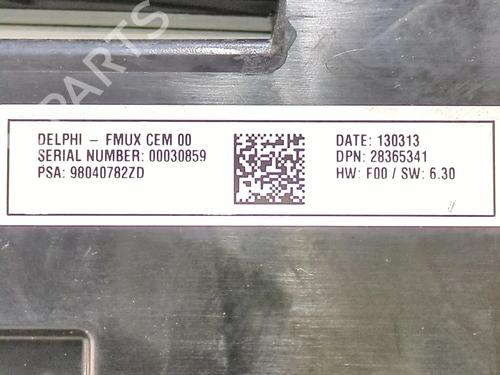 PARTS
DELPHI – FMUX CEM 00
SERIAL NUMBER: 00030859
PSA: 98040782ZD
DATE: 130313
DPN: 28365341
HW: F00 / SW: 6.30